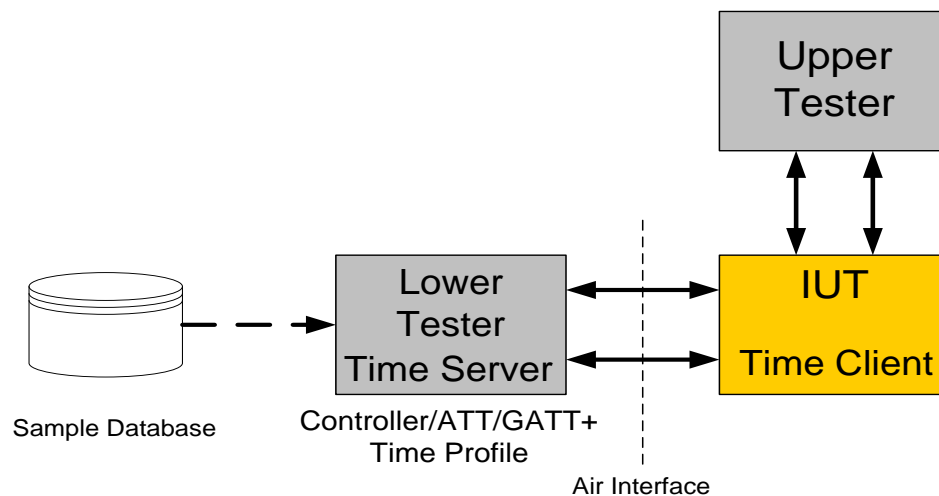 Upper
Tester
Lower
Tester
Time Server
IUT
Time Client
Sample Database
Controller/ATT/GATT+
Time Profile
Air Interface